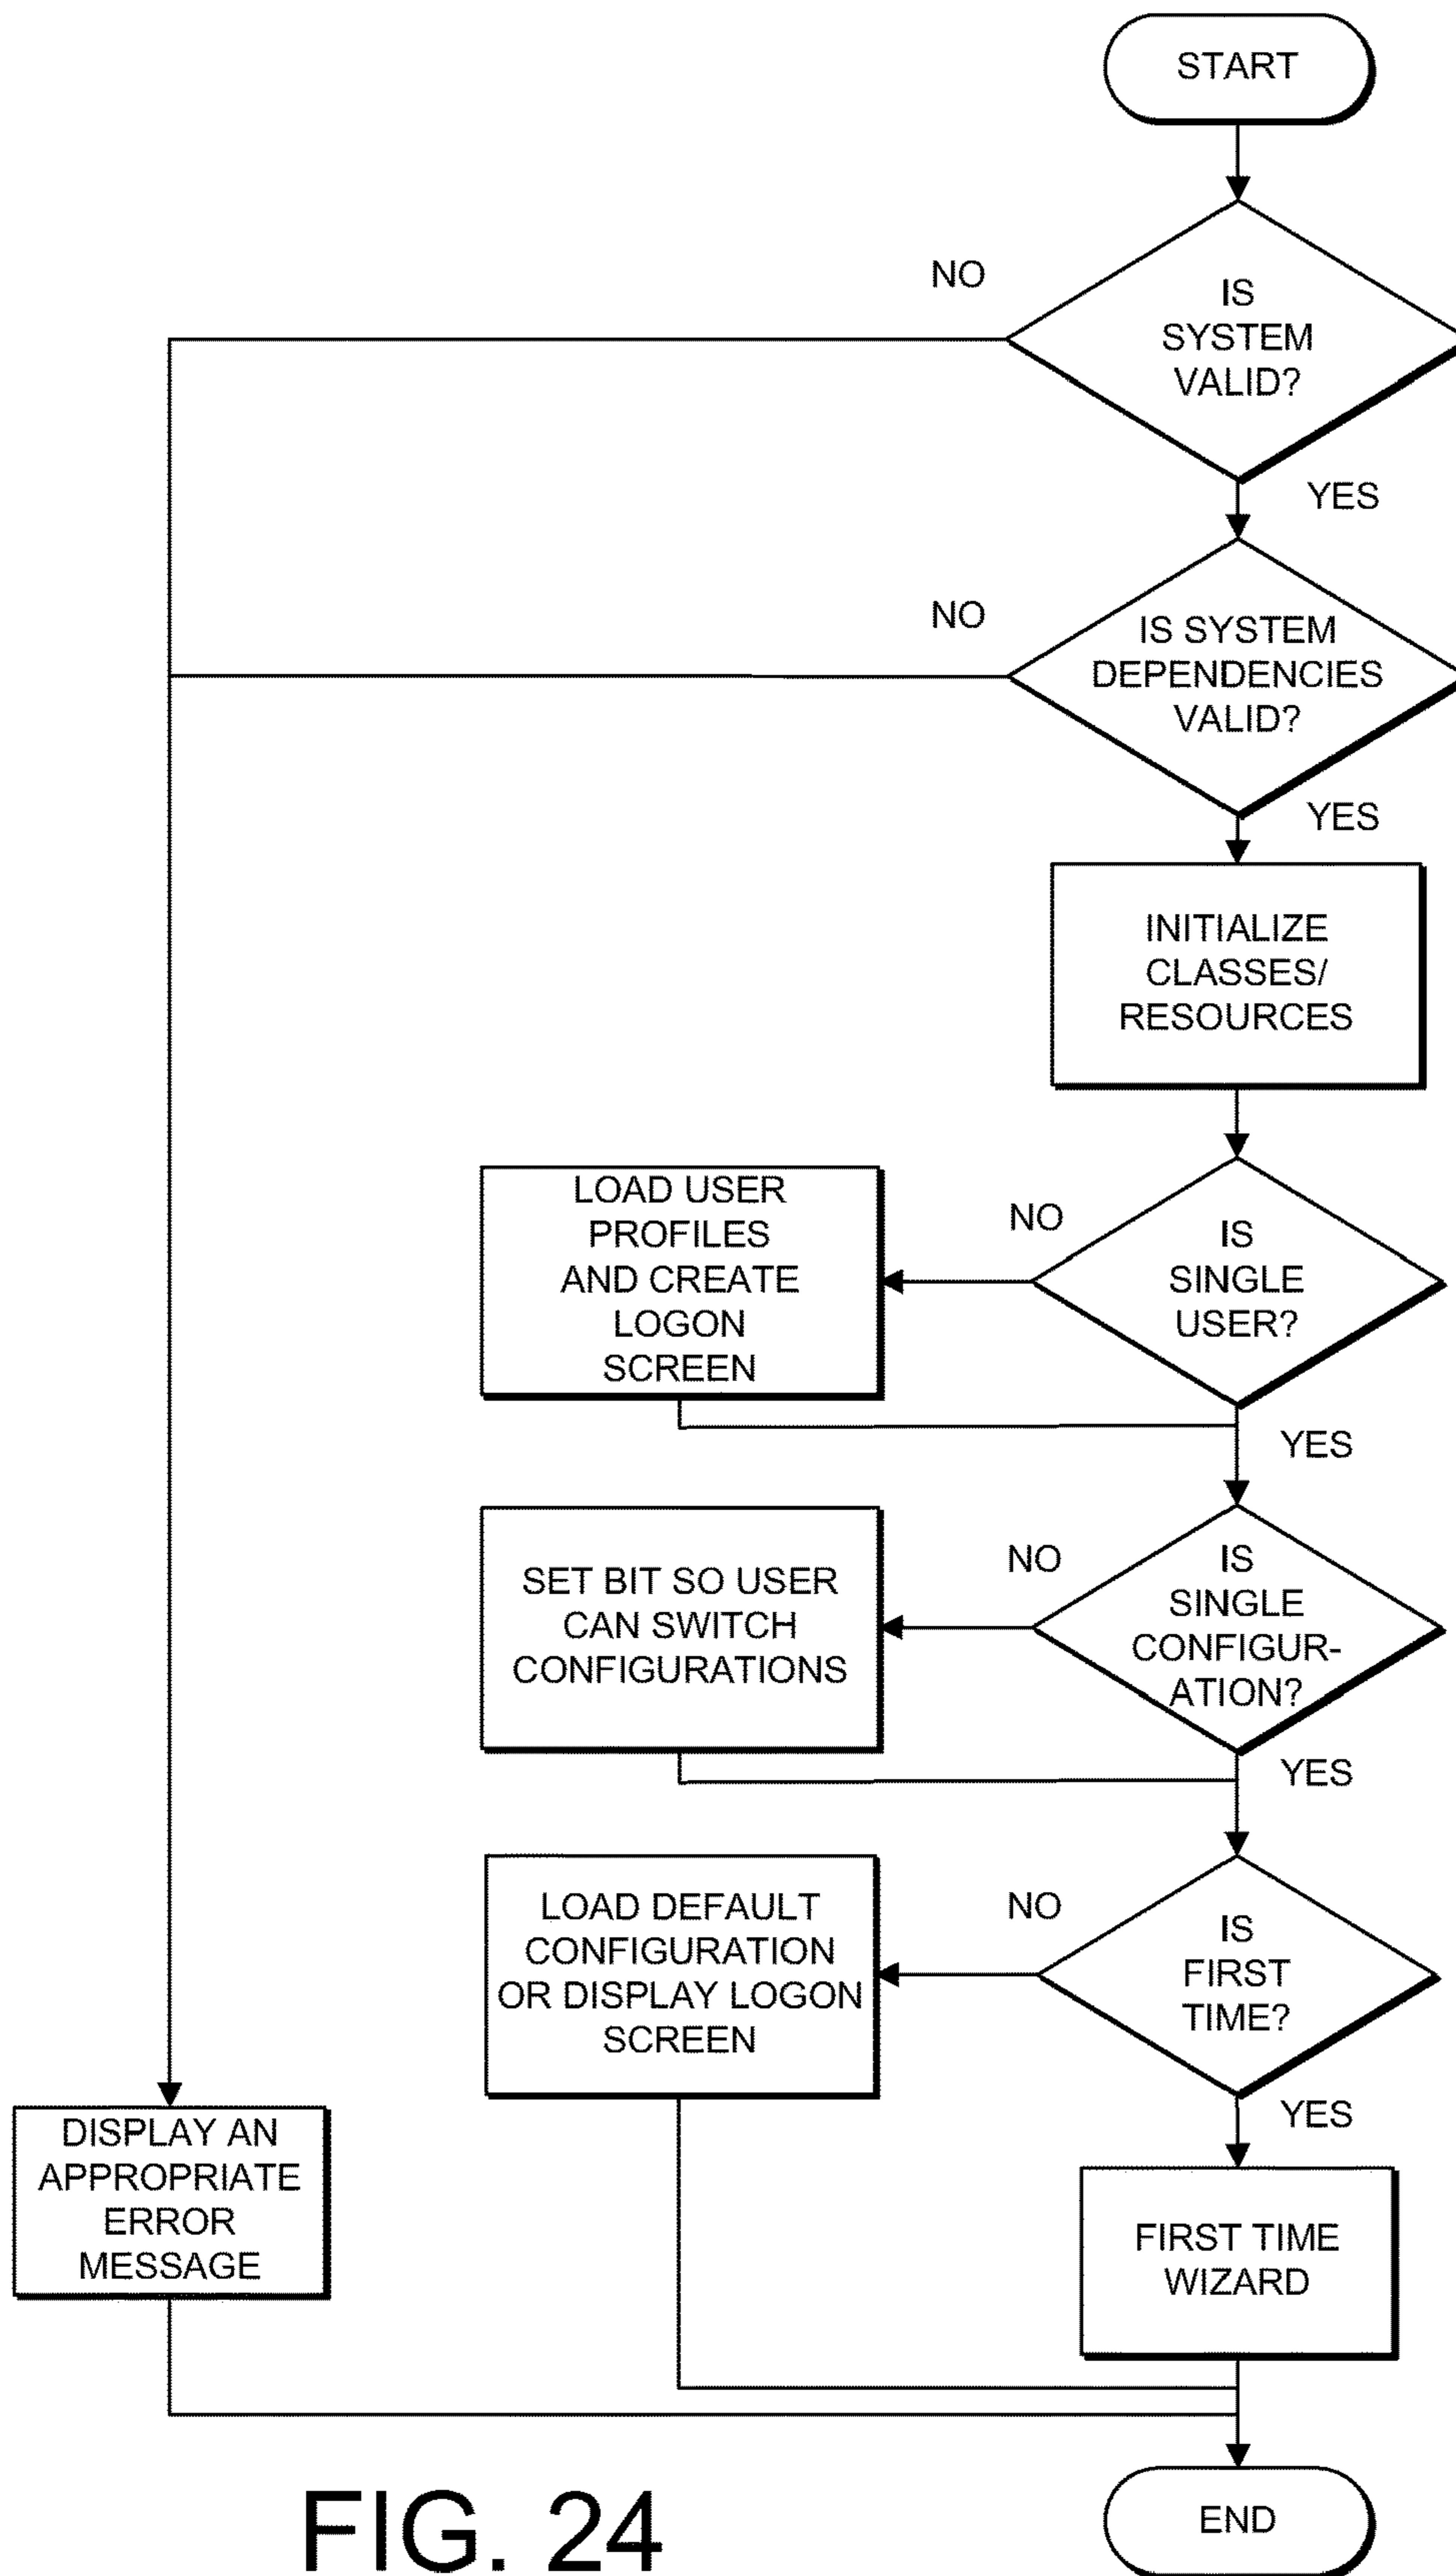 START
NO
IS
SYSTEM
VALID?
YES
NO
IS SYSTEM
DEPENDENCIES
VALID?
YES
INITIALIZE
CLASSES/
RESOURCES
LOAD USER
PROFILES
AND CREATE
LOGON
SCREEN
NO
IS
SINGLE
USER?
YES
SET BIT SO USER
CAN SWITCH
CONFIGURATIONS
NO
IS
SINGLE
CONFIGUR-
ATION?
YES
LOAD DEFAULT
CONFIGURATION
OR DISPLAY LOGON
SCREEN
NO
IS
FIRST
TIME?
YES
DISPLAY AN
APPROPRIATE
ERROR
MESSAGE
FIRST TIME
WIZARD
END
FIG. 24